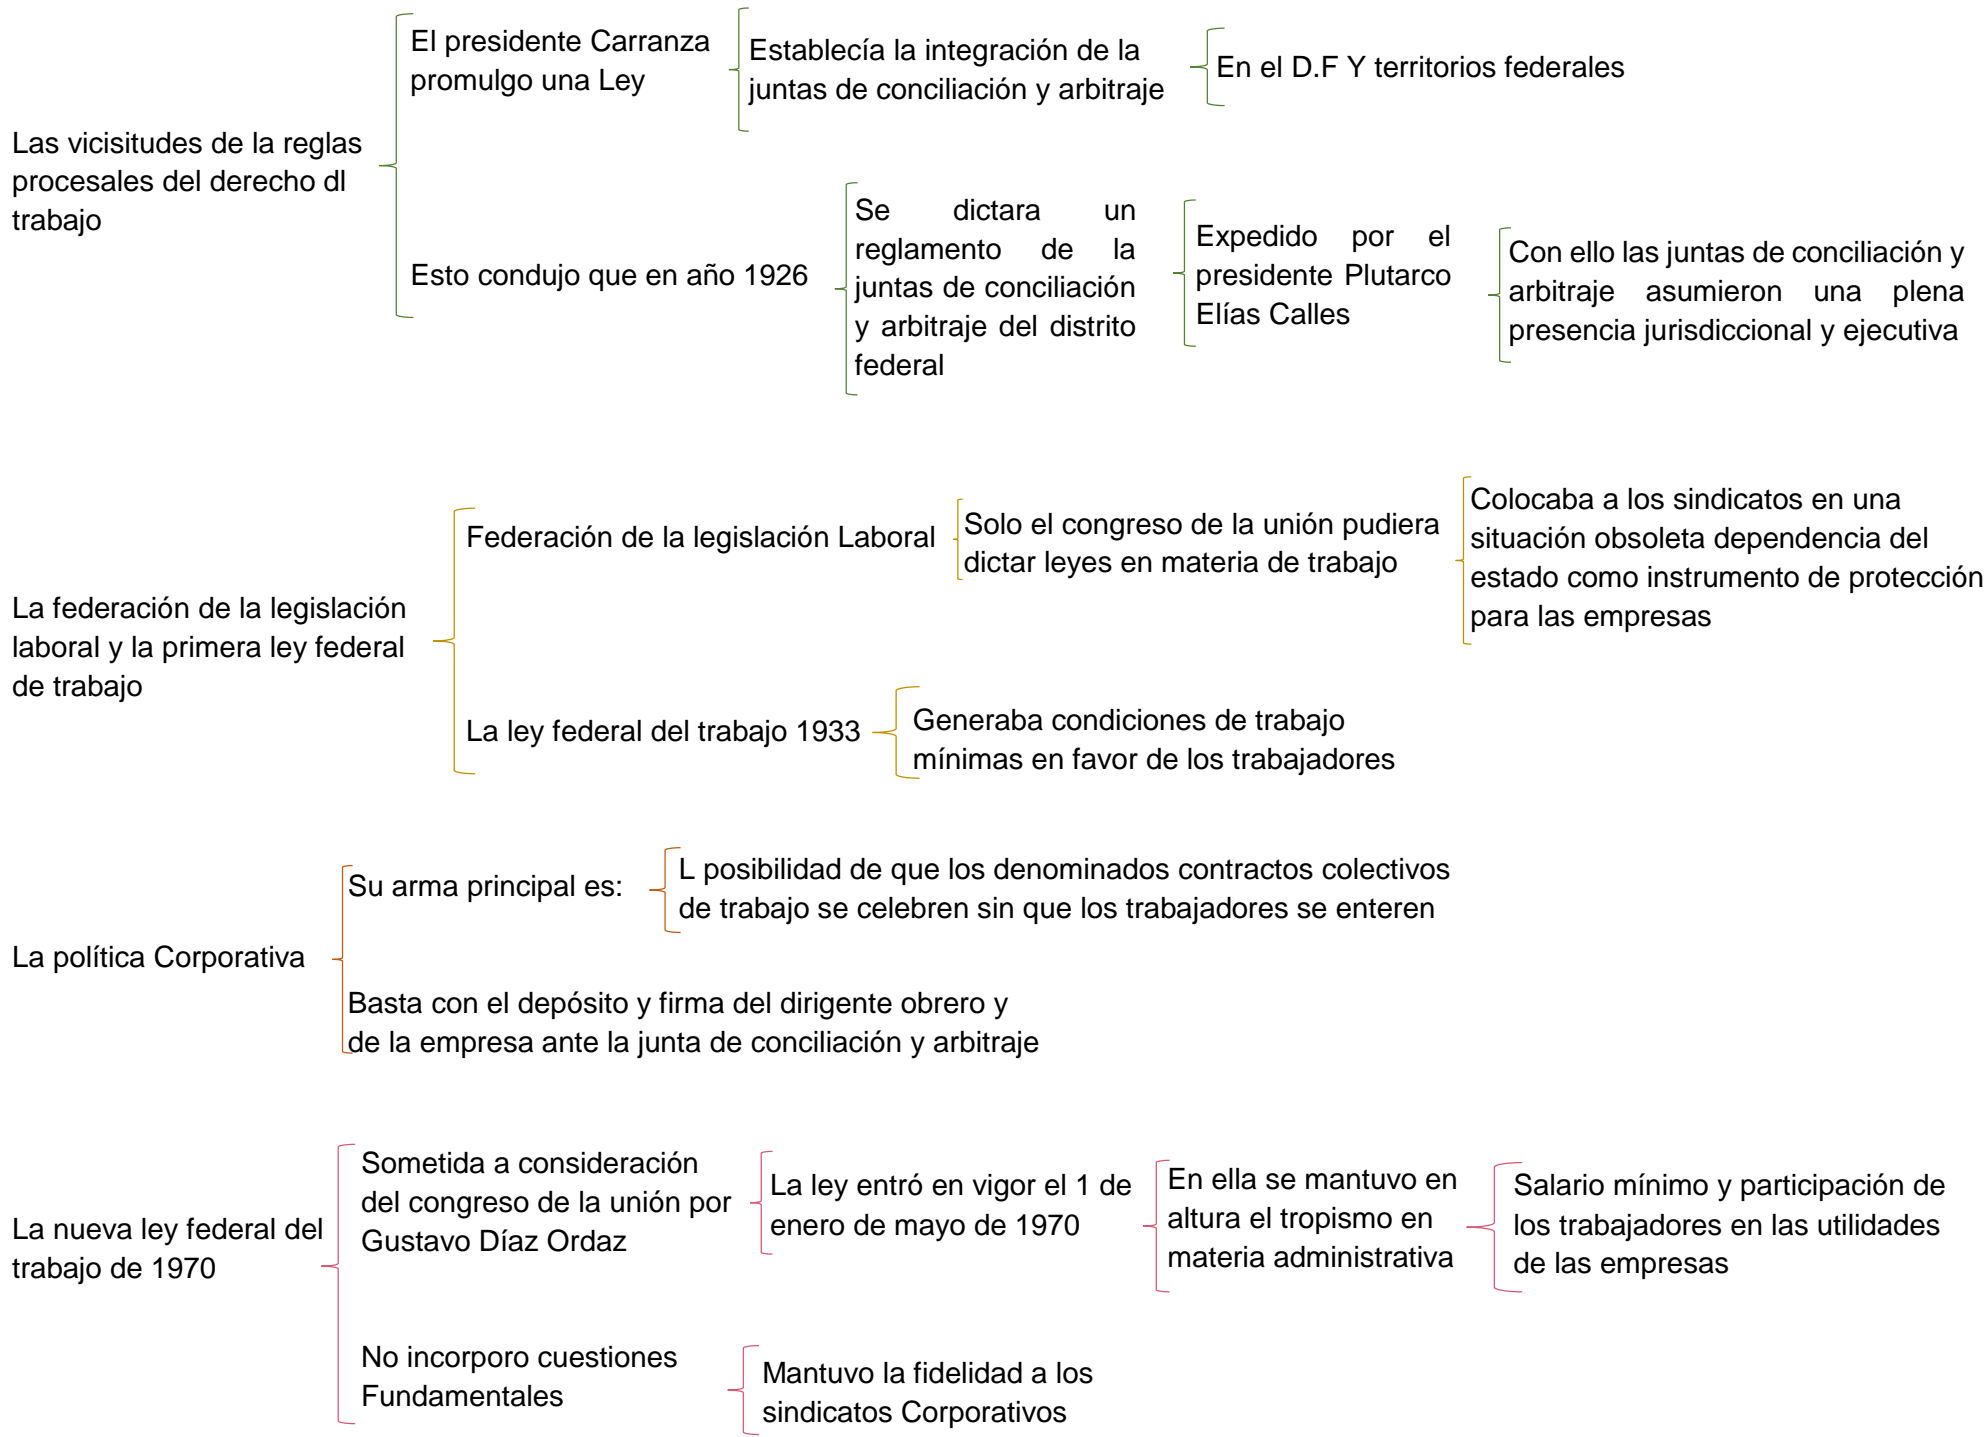 Las vicisitudes de la reglas
procesales del derecho dl
trabajo
El presidente Carranza
promulgo una Ley
Establecía la integración de la
juntas de conciliación y arbitraje
En el D.F Y territorios federales
Esto condujo que en año 1926
Se dictara un
reglamento de la
juntas de conciliación
y arbitraje del distrito
federal
Expedido por el
presidente Plutarco
Elías Calles
Con ello las juntas de conciliación y
arbitraje asumieron una plena
presencia jurisdiccional y ejecutiva
La federación de la legislación
laboral y la primera ley federal
de trabajo
Federación de la legislación Laboral
Solo el congreso de la unión pudiera
dictar leyes en materia de trabajo
Colocaba a los sindicatos en una
situación obsoleta dependencia del
estado como instrumento de protección
para las empresas
La ley federal del trabajo 1933
Generaba condiciones de trabajo
mínimas en favor de los trabajadores
La política Corporativa
Su arma principal es:
L posibilidad de que los denominados contractos colectivos
de trabajo se celebren sin que los trabajadores se enteren
Basta con el depósito y firma del dirigente obrero y
de la empresa ante la junta de conciliación y arbitraje
La nueva ley federal del
trabajo de 1970
Sometida a consideración
del congreso de la unión por
Gustavo Díaz Ordaz
La ley entró en vigor el 1 de
enero de mayo de 1970
En ella se mantuvo en
altura el tropismo en
materia administrativa
Salario mínimo y participación de
los trabajadores en las utilidades
de las empresas
No incorporo cuestiones
Fundamentales
Mantuvo la fidelidad a los
sindicatos Corporativos